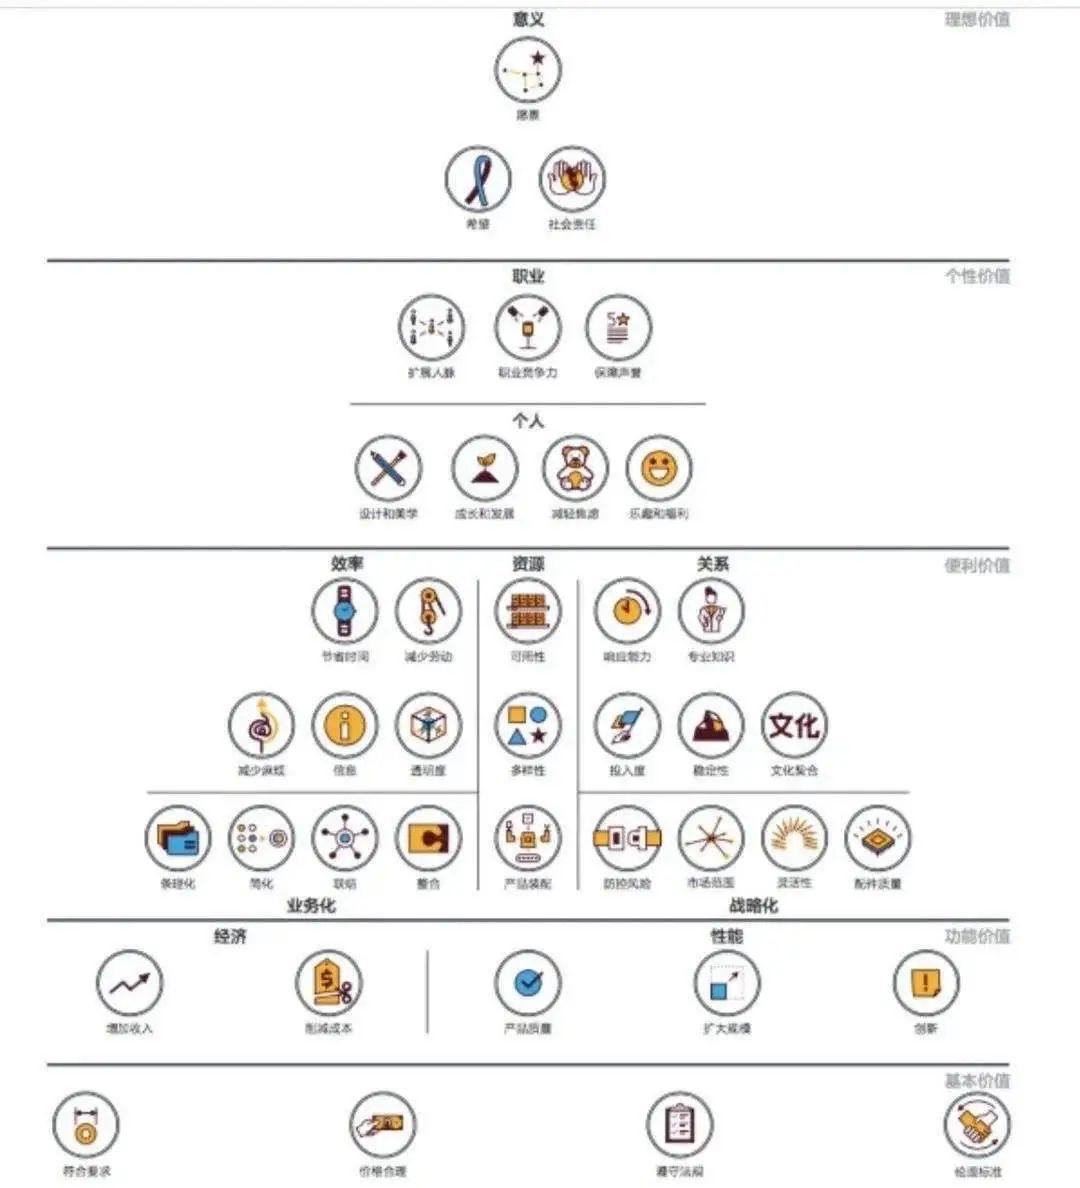 意义
理想价值
愿景
希望
社会责任
职业
个性价值
扩展人脉
职业竞争力
保障声誉
个人
设计和美学
成长和发展
减轻焦虑
乐趣和福利
效率
资源
关系
便利价值
节省时间
减少劳动
可用性
响应能力
专业知识
减少麻烦
信息
透明度
多样性
投入度
稳定性
文化
文化契合
条理化
简化
联结
整合
产品装配
防控风险
市场范围
灵活性
配件质量
业务化
战略化
经济
性能
功能价值
增加收入
削减成本
产品质量
扩大规模
创新
基本价值
符合要求
价格合理
遵守法规
伦理标准